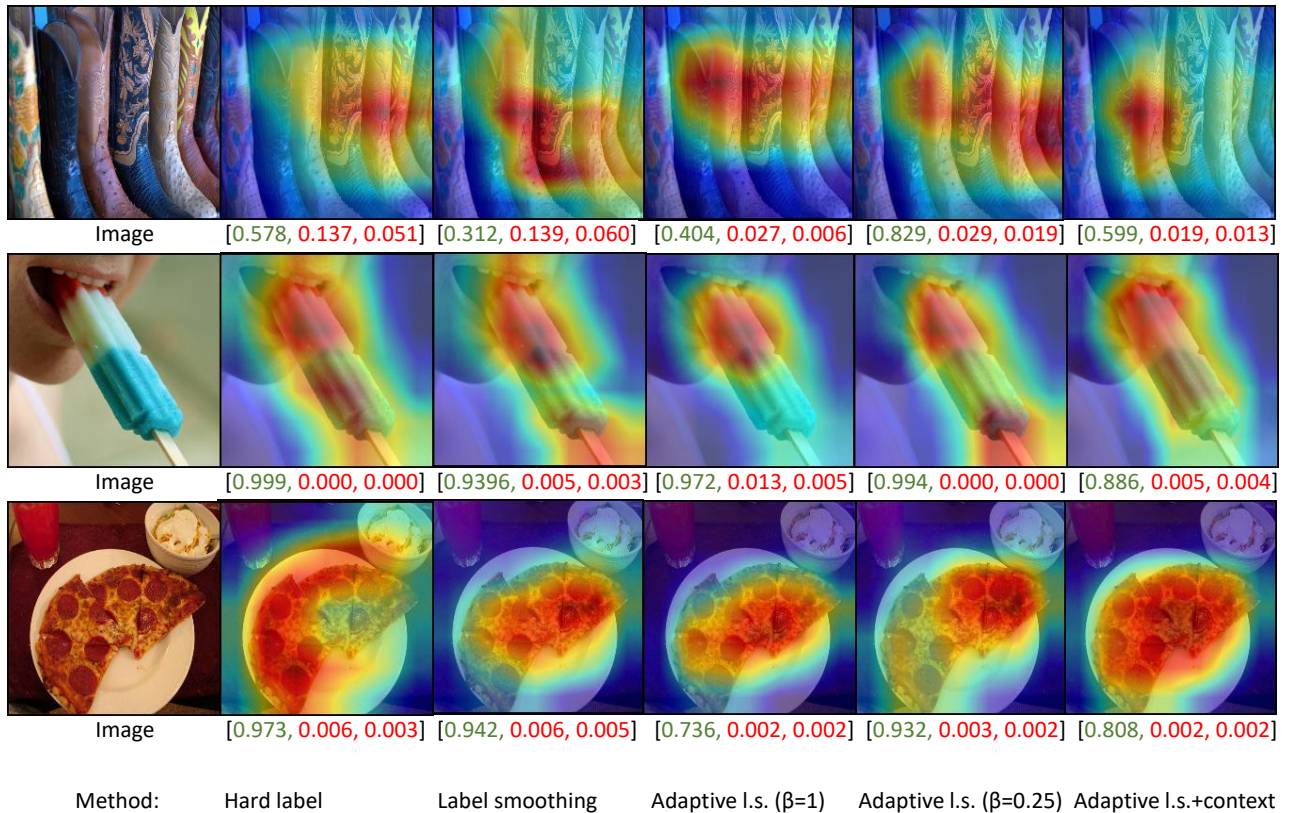 Image [0.578, 0.137, 0.051] [0.312, 0.139, 0.060] [0.404, 0.027, 0.006] [0.829, 0.029, 0.019] [0.599, 0.019, 0.013]
Image [0.999, 0.000, 0.000] [0.9396, 0.005, 0.003] [0.972, 0.013, 0.005] [0.994, 0.000, 0.000] [0.886, 0.005, 0.004]
Image [0.973, 0.006, 0.003] [0.942, 0.006, 0.005] [0.736, 0.002, 0.002] [0.932, 0.003, 0.002] [0.808, 0.002, 0.002]
Method: Hard label Label smoothing Adaptive l.s. (β=1) Adaptive l.s. (β=0.25) Adaptive l.s.+context